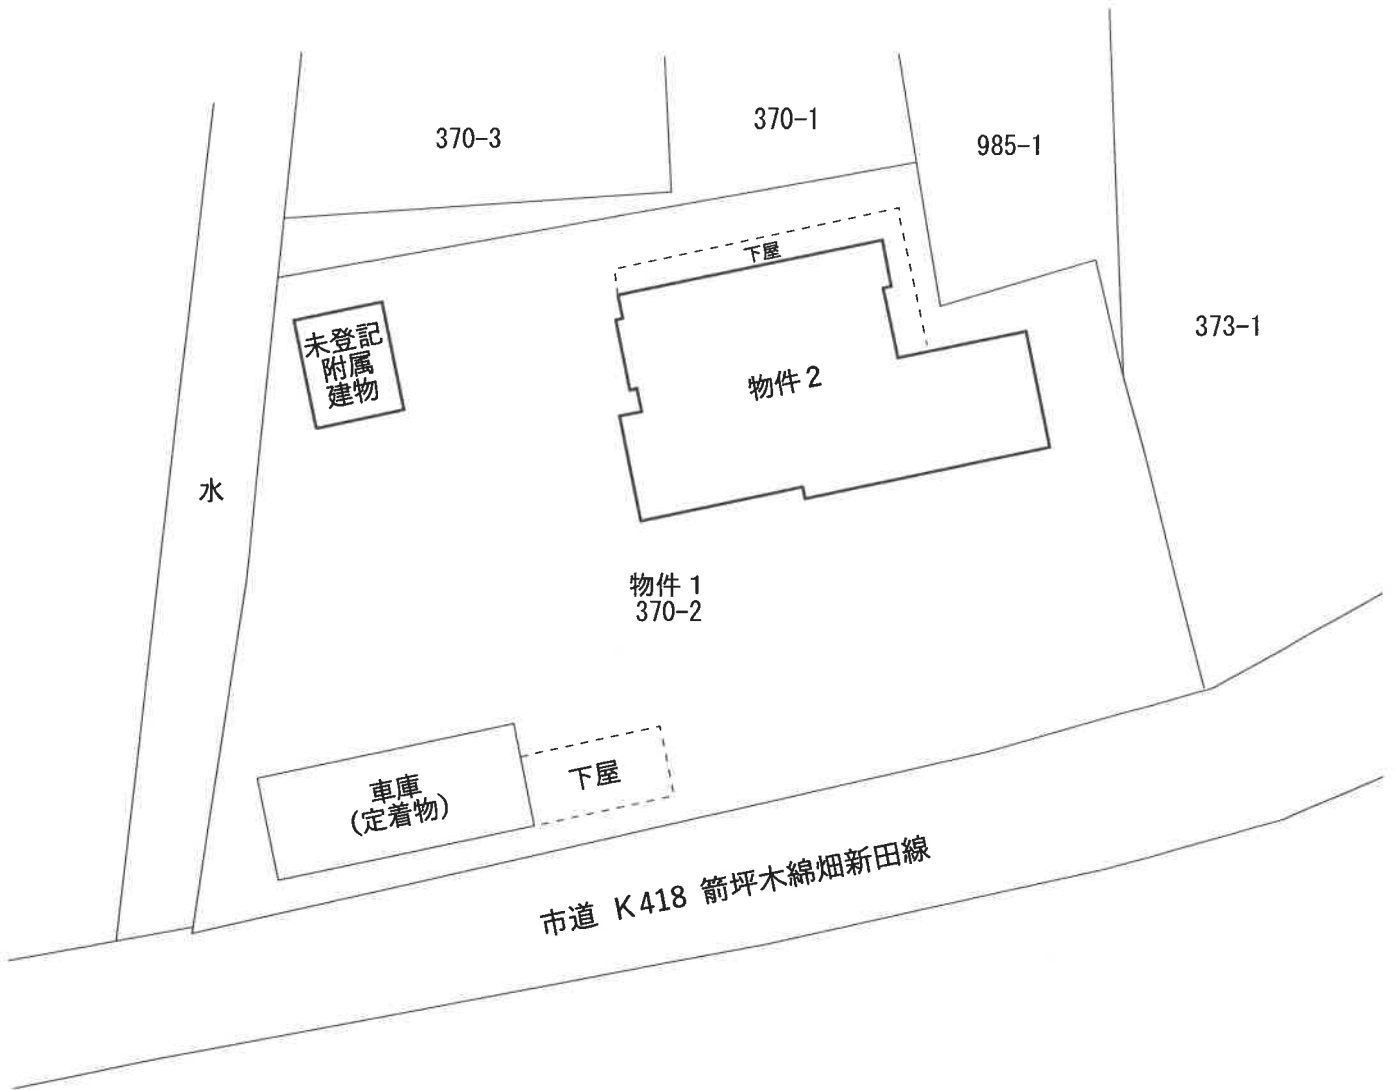 370-3
370-1
985-1
下屋
373-1
未登記
附属
建物
物件2
水
物件1
370-2
車庫
(定着物)
下屋
市道 K418 箭坪木綿畑新田線